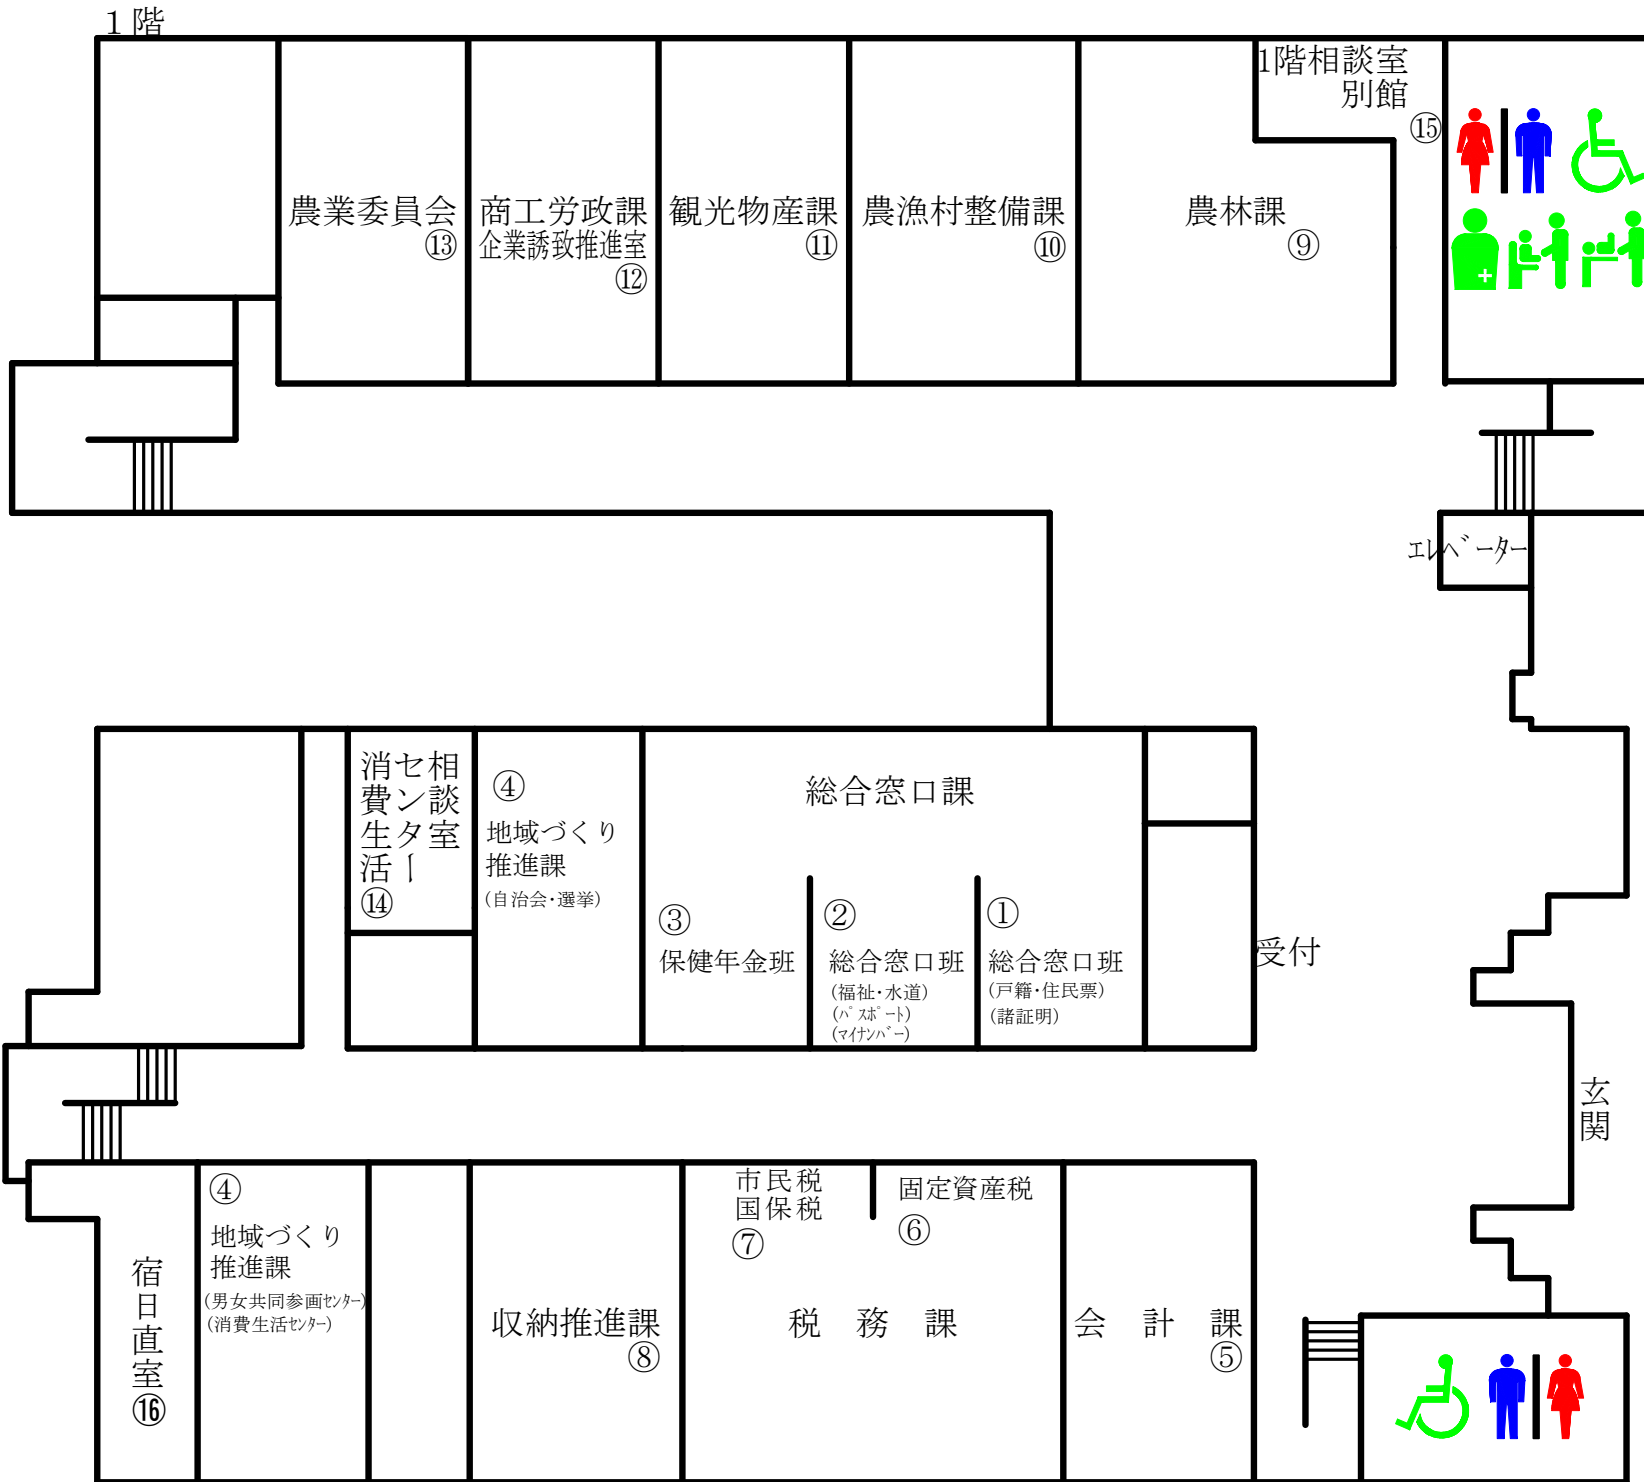 １階
1階相談室
別館
⑮
農業委員会
⑬
商工労政課
企業誘致推進室
⑫
観光物産課
⑪
農漁村整備課
⑩
農林課
⑨
エレベーター
消費生活
センター
相談室
⑭
④
地域づくり
推進課
(自治会・選挙)
総合窓口課
③
保健年金班
②
総合窓口班
(福祉・水道)
(パスポート)
(マイナンバー)
①
総合窓口班
(戸籍・住民票)
(諸証明)
受付
玄関
宿日直室
⑯
④
地域づくり
推進課
(男女共同参画センター)
(消費生活センター)
収納推進課
⑧
市民税
国保税
⑦
固定資産税
⑥
税　務　課
会　計　課
⑤